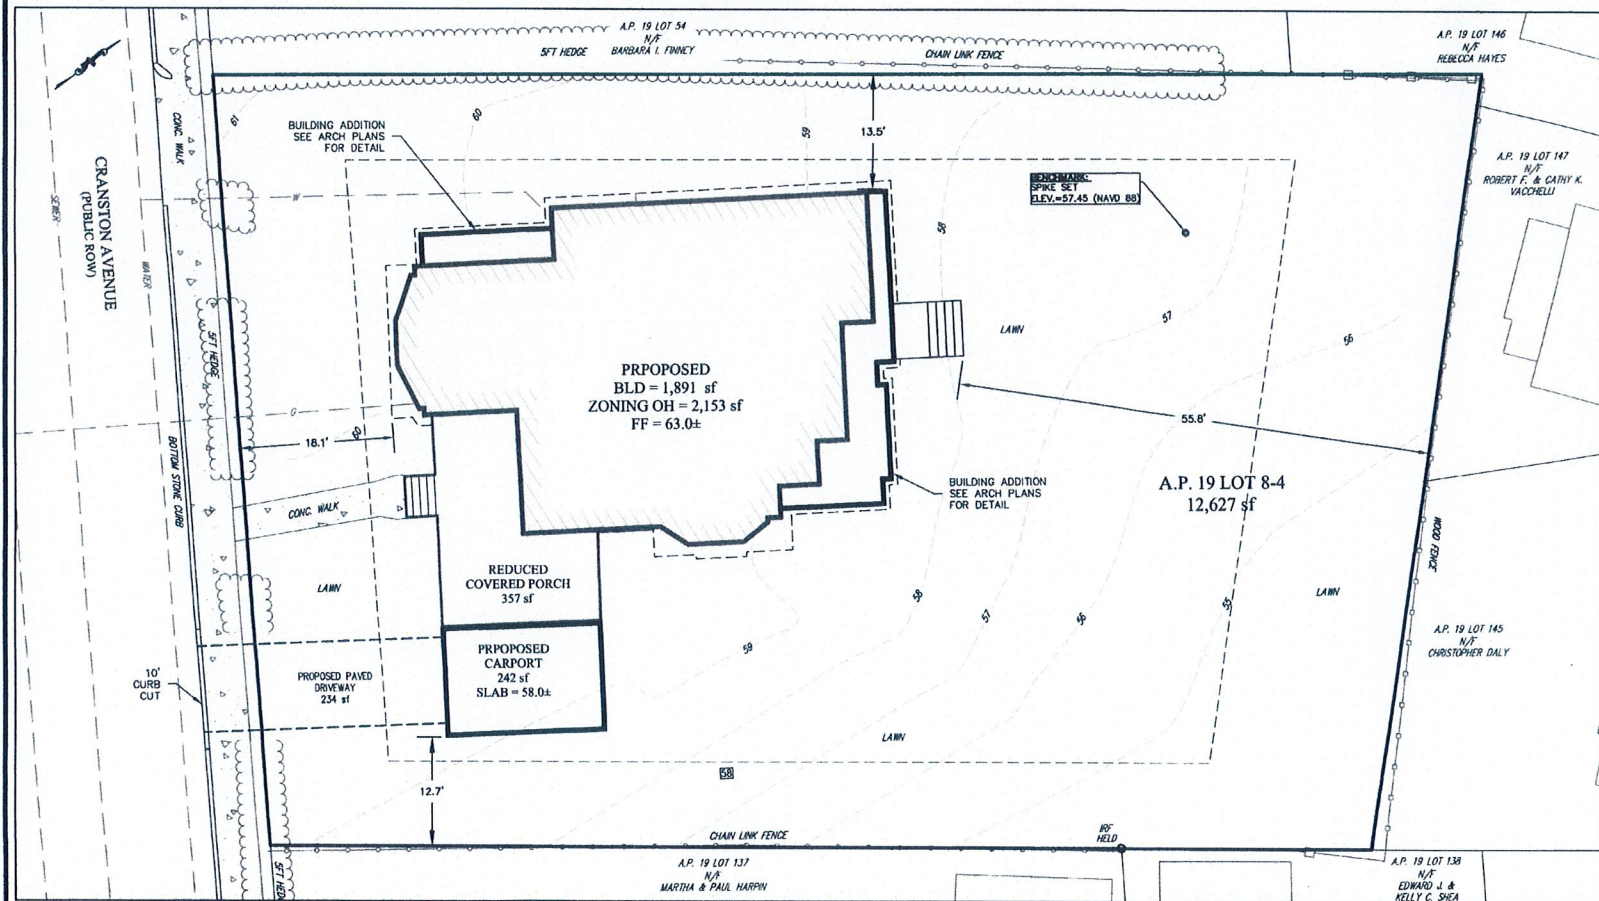 A.P. 19 LOT 54
N/F
BARBARA I. FINNEY
5FT HEDGE
CHAIN LINK FENCE
A.P. 19 LOT 146
N/F
REBECCA HAYES
CONC. WALK
61
60
59
13.5'
BUILDING ADDITION
SEE ARCH PLANS
FOR DETAIL
A.P. 19 LOT 147
N/F
ROBERT F. & CATHY K.
VACCHELLI
BENCHMARK:
SPIKE SET
ELEV.=57.45 (NAVD 88)
CRANSTON AVENUE
(PUBLIC ROW)
SEWER
WATER
W
58
57
56
LAWN
5FT HEDGE
PRPOPOSED
BLD = 1,891 sf
ZONING OH = 2,153 sf
FF = 63.0±
55.8'
G
18.1'
60
BOTTOM STONE CURB
CONC. WALK
BUILDING ADDITION
SEE ARCH PLANS
FOR DETAIL
A.P. 19 LOT 8-4
12,627 sf
WOOD FENCE
REDUCED
COVERED PORCH
357 sf
LAWN
58
57
56
55
LAWN
59
PRPOPOSED
CARPORT
242 sf
SLAB = 58.0±
PROPOSED PAVED
DRIVEWAY
234 sf
10'
CURB
CUT
A.P. 19 LOT 145
N/F
CHRISTOPHER DALY
LAWN
58
12.7'
CHAIN LINK FENCE
IRF
HELD
5FT HEDGE
A.P. 19 LOT 137
N/F
MARTHA & PAUL HARPIN
A.P. 19 LOT 138
N/F
EDWARD J. &
KELLY C. SHEA